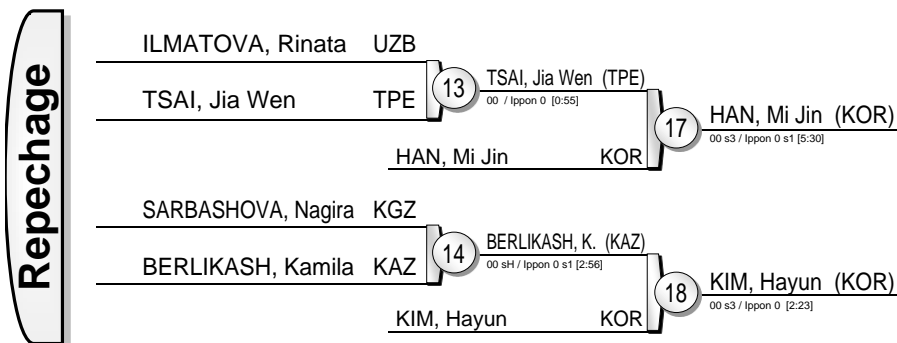 Repechage
ILMATOVA, Rinata UZB
TSAI, Jia Wen TPE
13
TSAI, Jia Wen (TPE)
00 / Ippon 0 [0:55]
HAN, Mi Jin KOR
17
HAN, Mi Jin (KOR)
00 s3 / Ippon 0 s1 [5:30]
SARBASHOVA, Nagira KGZ
BERLIKASH, Kamila KAZ
14
BERLIKASH, K. (KAZ)
00 sH / Ippon 0 s1 [2:56]
KIM, Hayun KOR
18
KIM, Hayun (KOR)
00 s3 / Ippon 0 [2:23]